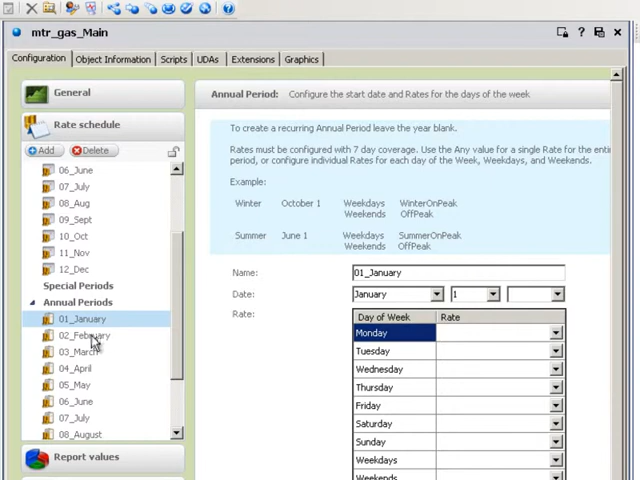 mtr_gas_Main
Configuration Object Information Scripts UDAs Extensions Graphics
General
Rate schedule
Add Delete
06_June
07_July
08_Aug
09_Sept
10_Oct
11_Nov
12_Dec
Special Periods
Annual Periods
01_January
02_February
03_March
04_April
05_May
06_June
07_July
08_August
Report values
Annual Period: Configure the start date and Rates for the days of the week
To create a recurring Annual Period leave the year blank.
Rates must be configured with 7 day coverage. Use the Any value for a single Rate for the
period, or configure individual Rates for each day of the Week, Weekdays, and Weekends.
Example:
Winter October 1 Weekdays WinterOnPeak
Weekends OffPeak
Summer June 1 Weekdays SummerOnPeak
Weekends OffPeak
Name: 01_January
Date: January 1
Rate: Day of Week Rate
Monday
Tuesday
Wednesday
Thursday
Friday
Saturday
Sunday
Weekdays
Weekends